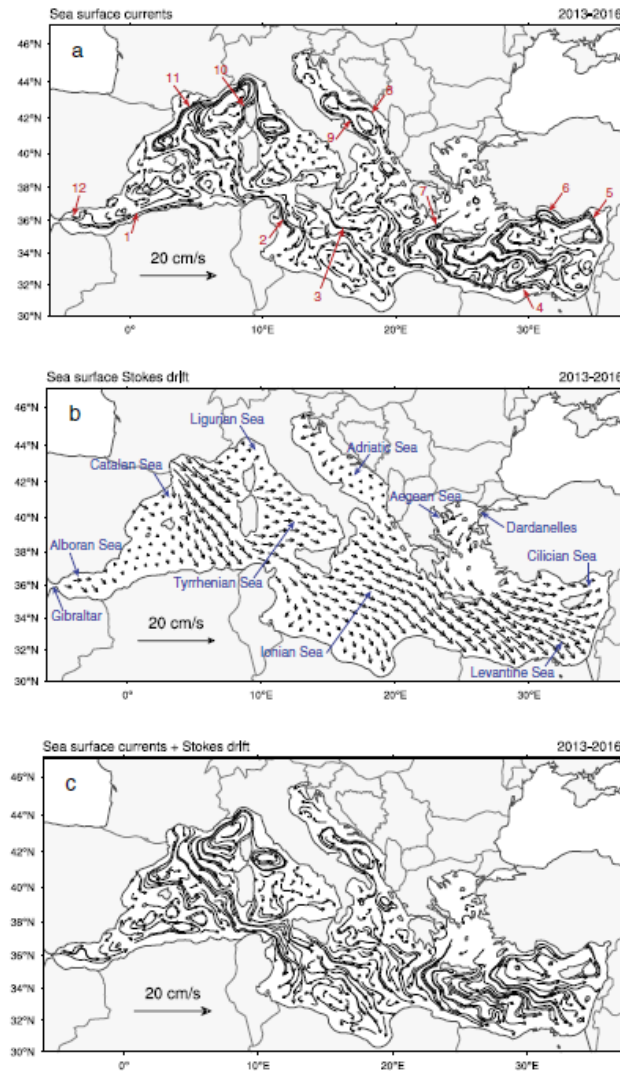 Sea surface currents 2013-2016
a
46°N
44°N
42°N
40°N
38°N
36°N
34°N
32°N
30°N
11
10
8
9
12
1
2
3
7
6
5
4
20 cm/s
0° 10°E 20°E 30°E
Sea surface Stokes drift 2013-2016
b
46°N
44°N
42°N
40°N
38°N
36°N
34°N
32°N
30°N
Ligurian Sea
Catalan Sea
Adriatic Sea
Aegean Sea
Dardanelles
Alboran Sea
Cilician Sea
Tyrrhenian Sea
Gibraltar
20 cm/s
Ionian Sea
Levantine Sea
0° 10°E 20°E 30°E
Sea surface currents + Stokes drift 2013-2016
c
46°N
44°N
42°N
40°N
38°N
36°N
34°N
32°N
30°N
20 cm/s
0° 10°E 20°E 30°E